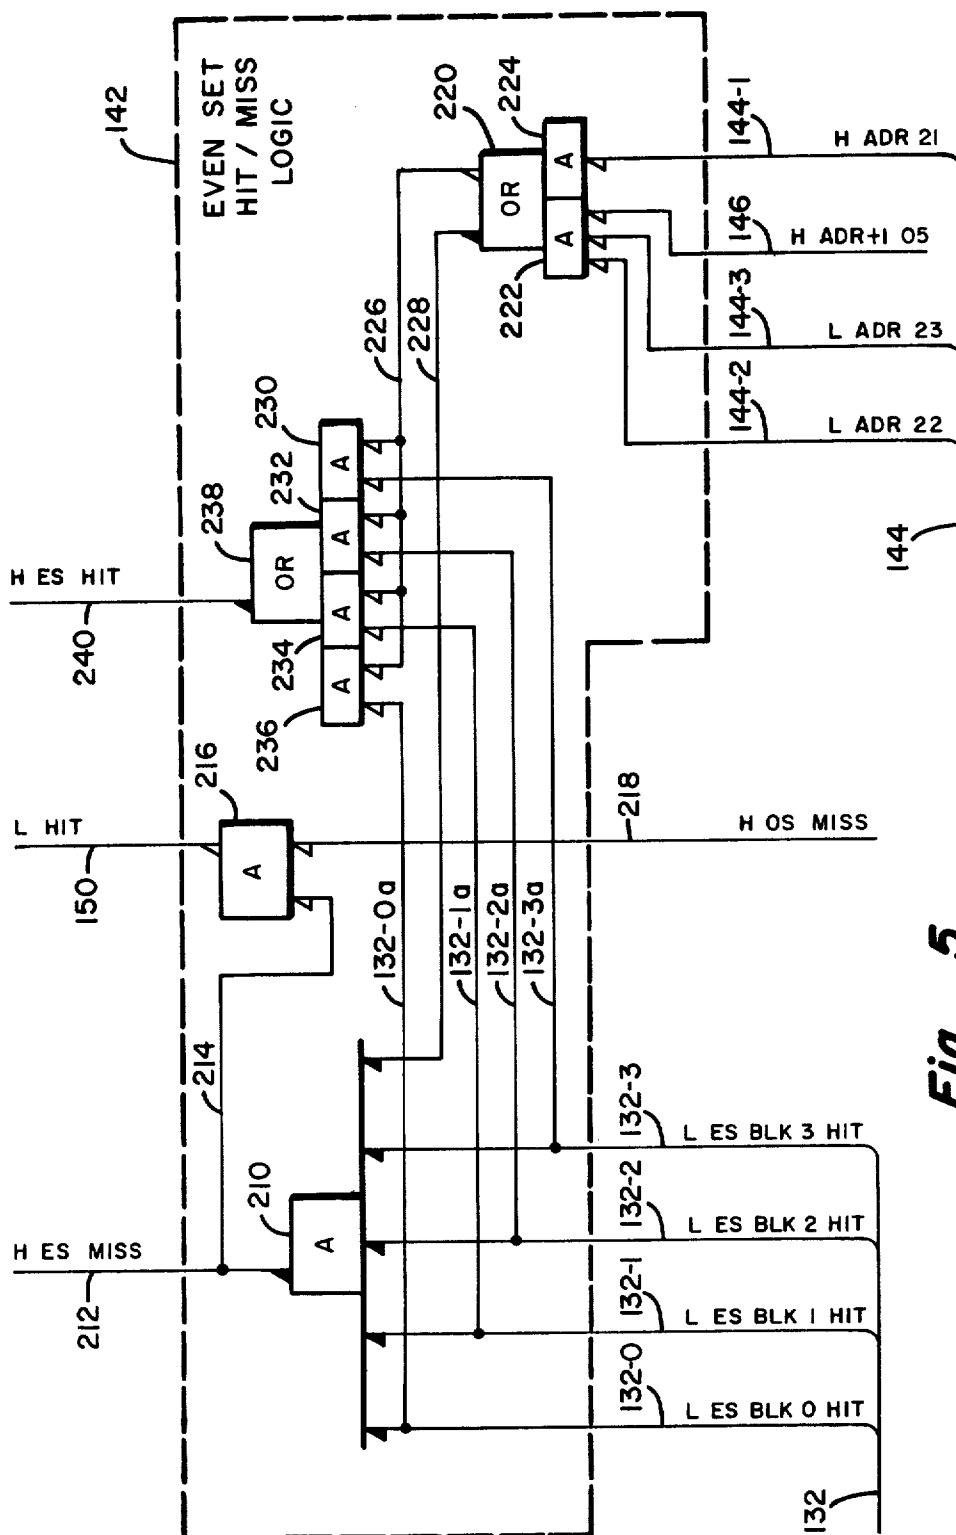 142
EVEN SET
HIT / MISS
LOGIC
H ES MISS
212
214
L HIT
150
216
A
H ES HIT
240
238
OR
236
234
232
230
A
A
A
A
226
228
220
224
OR
222
A
A
210
A
132-0a
132-1a
132-2a
132-3a
218
H OS MISS
132-0
L ES BLK 0 HIT
132-1
L ES BLK 1 HIT
132-2
L ES BLK 2 HIT
132-3
L ES BLK 3 HIT
132
144-2
L ADR 22
144-3
L ADR 23
146
H ADR+1 05
144-1
H ADR 21
144
Fig. 5